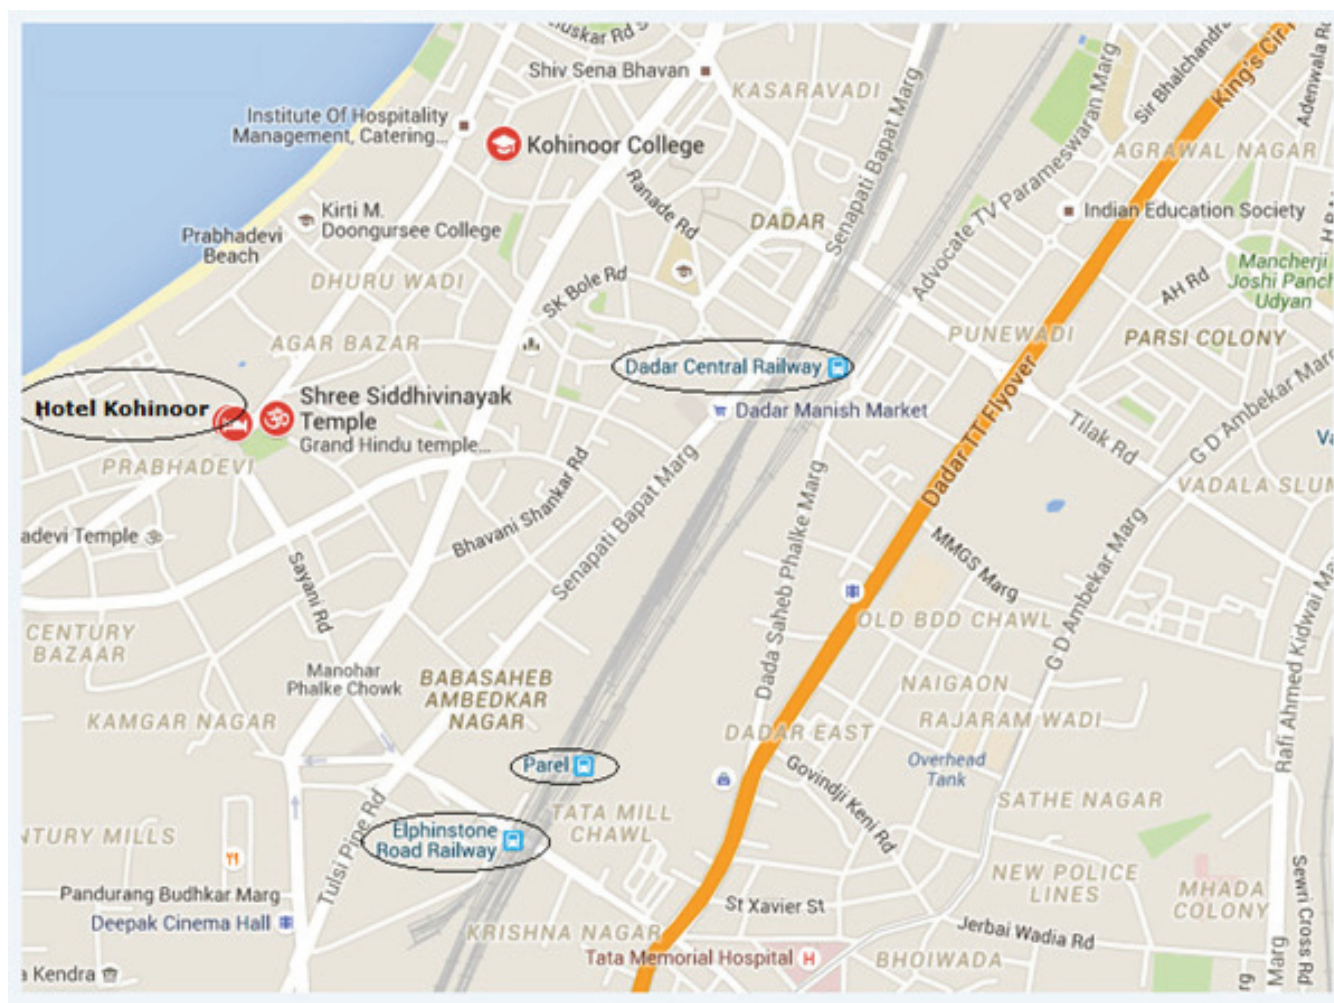 uskar Rd S
Shiv Sena Bhavan
KASARAVADI
King's Cir
Sir Bhalchandra
Adenwala R
Institute Of Hospitality
Management, Catering...
Kohinoor College
Senapati Bapat Marg
Advocate TV Parameswaran Marg
AGRAWAL NAGAR
Ranade Rd
Kirti M.
Doongursee College
DADAR
Indian Education Society
Prabhadevi
Beach
DHURU WADI
SK Bole Rd
AH Rd
Mancherji
Joshi Panch
Udyan
AGAR BAZAR
PUNEWADI
PARSI COLONY
Dadar Central Railway
Hotel Kohinoor
Shree Siddhivinayak
Temple
Grand Hindu temple...
Dadar Manish Market
Dadar TT Flyover
Tilak Rd
G D Ambekar Marg
Va
PRABHADEVI
Bhavani Shankar Rd
Senapati Bapat Marg
Dada Saheb Phalke Marg
VADALA SLUM
adevi Temple
Sayani Rd
MMGS Marg
G D Ambekar Marg
OLD BDD CHAWL
Rafi Ahmed Kidwai Ma
CENTURY
BAZAAR
Manohar
Phalke Chowk
BABASAHEB
AMBEDKAR
NAGAR
NAIGAON
KAMGAR NAGAR
DADAR EAST
RAJARAM WADI
Parel
Govindji Keni Rd
Overhead
Tank
SATHE NAGAR
NTURY MILLS
Tulsi Pipe Rd
Elphinstone
Road Railway
TATA MILL
CHAWL
NEW POLICE
LINES
MHADA
COLONY
Sewri Cross Rd
Pandurang Budhkar Marg
Deepak Cinema Hall
St Xavier St
KRISHNA NAGAR
Jerbai Wadia Rd
Tata Memorial Hospital
H
BHOIWADA
a Kendra
rg
Marg